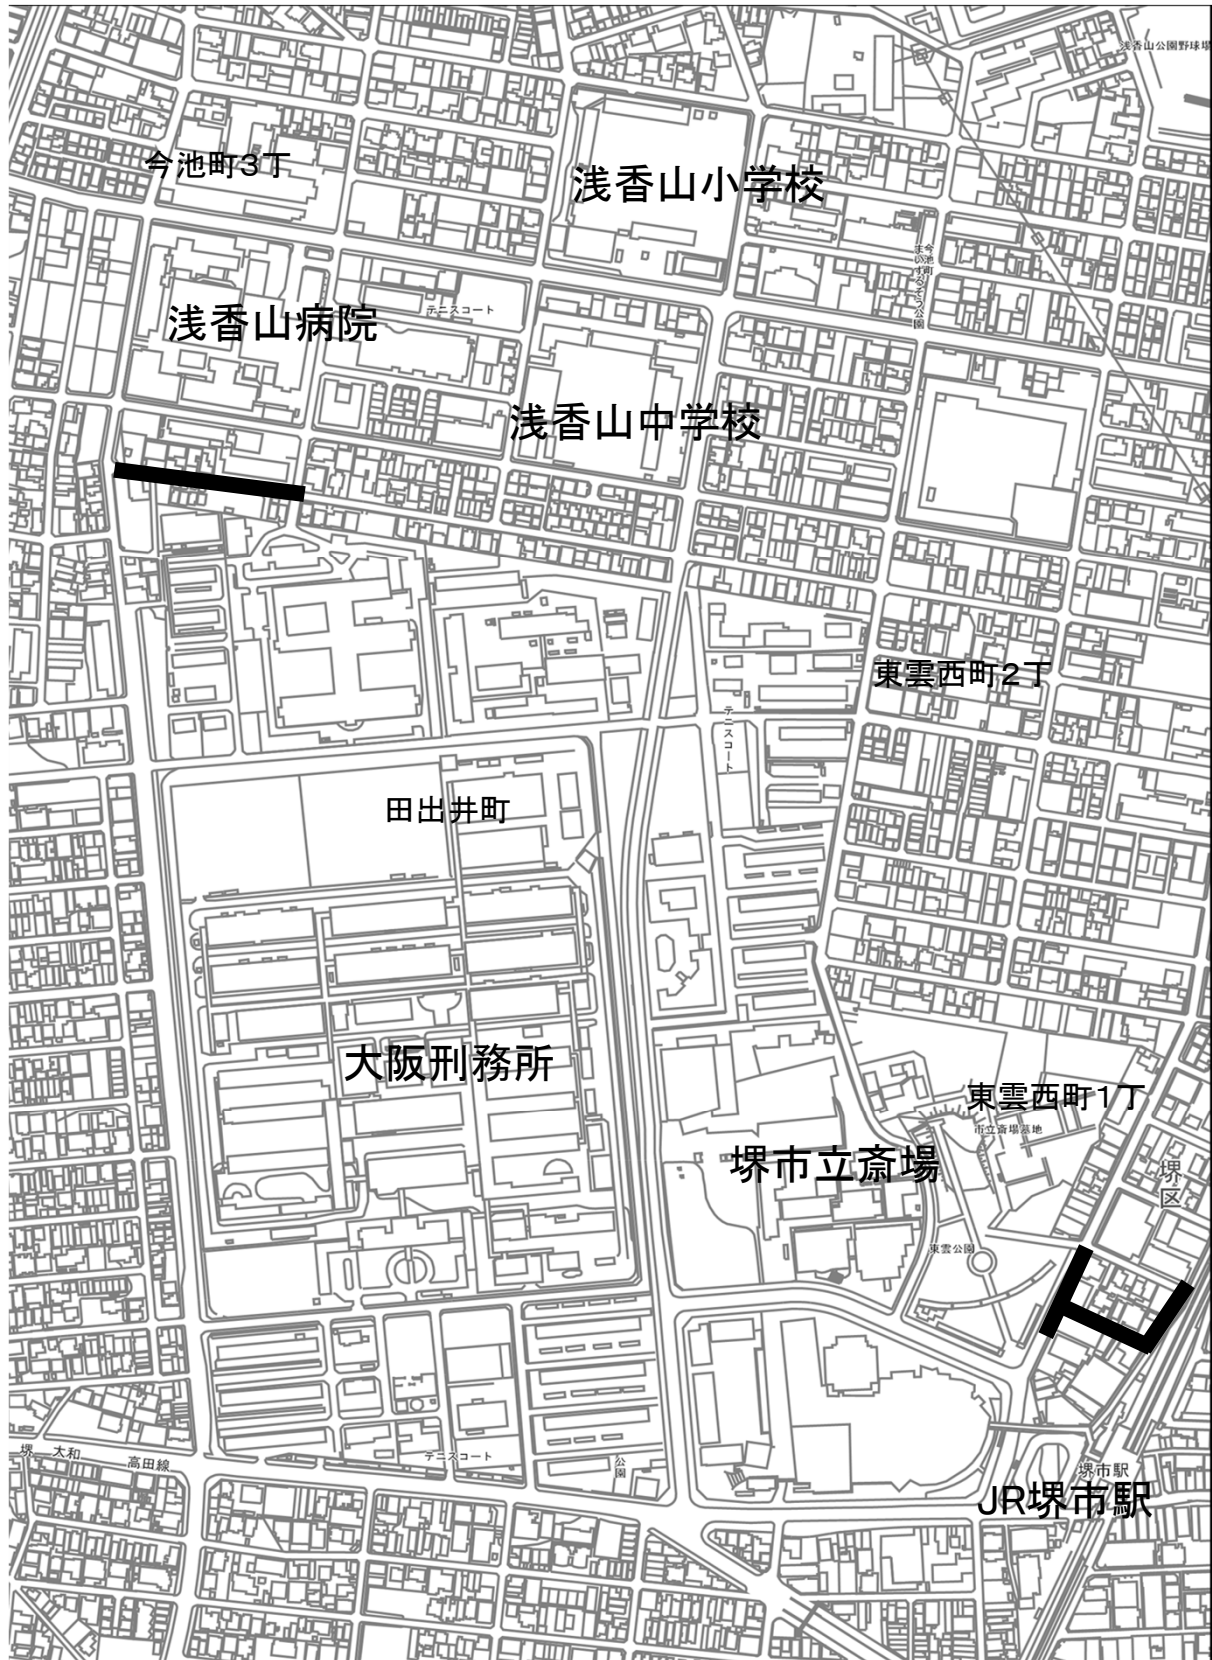 浅香山公園野球場
今池町3丁
浅香山小学校
今池町
まいずるそう公園
浅香山病院
テニスコート
浅香山中学校
東雲西町2丁
テニスコート
田出井町
大阪刑務所
東雲西町1丁
市立斎場墓地
堺市立斎場
堺区
東雲公園
堺 大和 高田線
テニスコート
公園
堺市駅
JR堺市駅